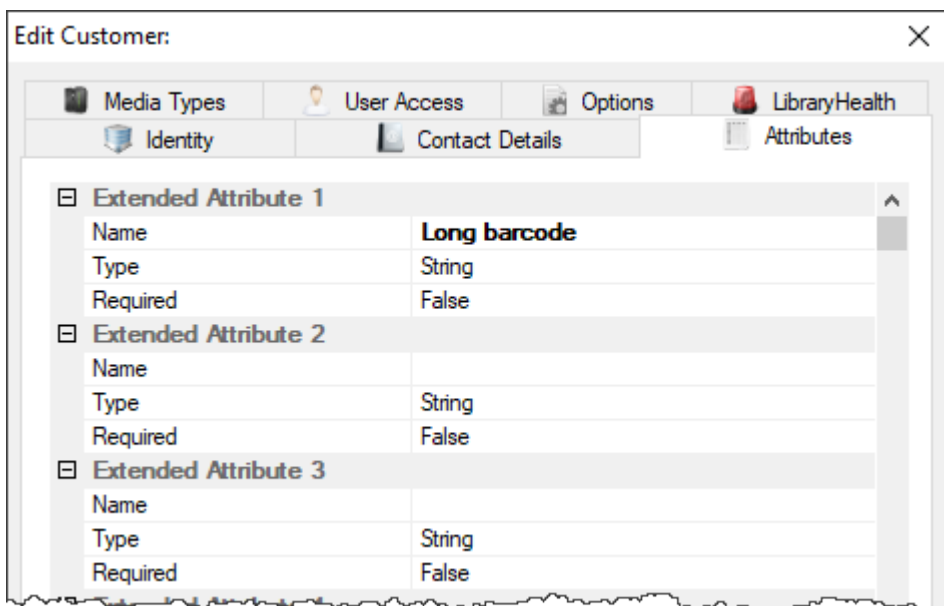 Edit Customer:
Media Types User Access Options LibraryHealth
Identity Contact Details Attributes
Extended Attribute 1
Name Long barcode
Type String
Required False
Extended Attribute 2
Name
Type String
Required False
Extended Attribute 3
Name
Type String
Required False